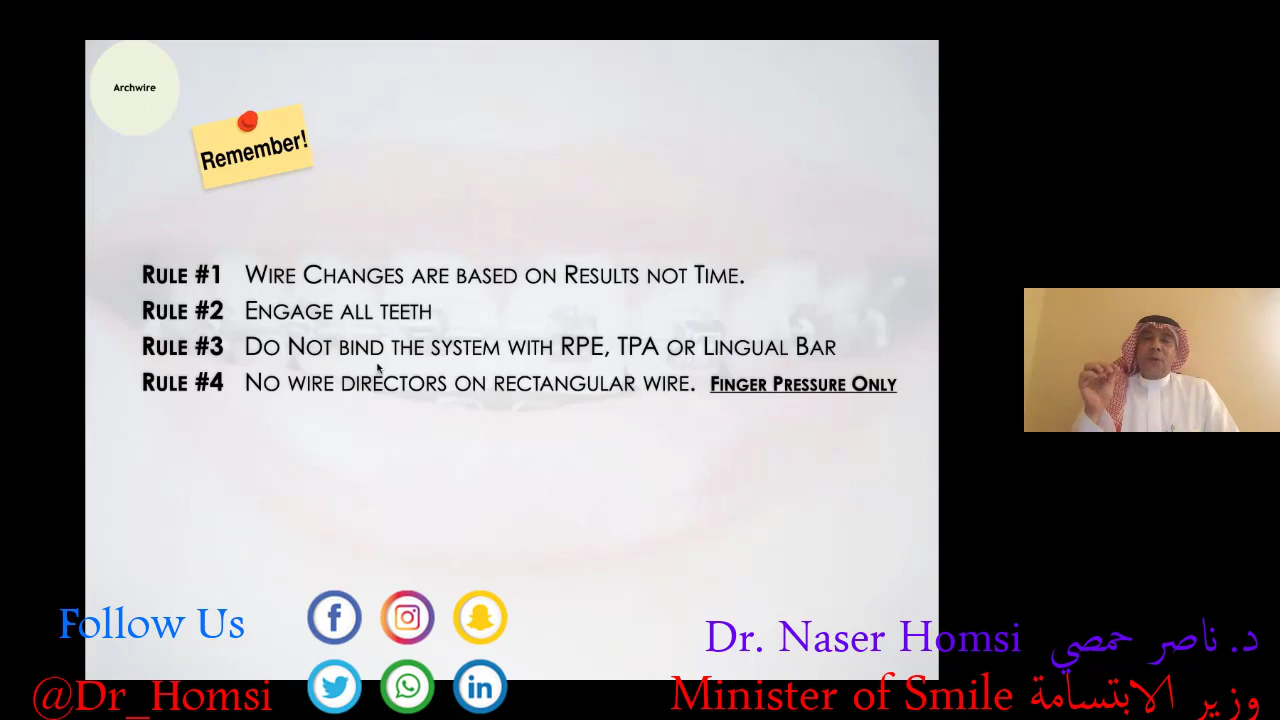 Archwire
Remember!
RULE #1 WIRE CHANGES ARE BASED ON RESULTS NOT TIME.
RULE #2 ENGAGE ALL TEETH
RULE #3 DO NOT BIND THE SYSTEM WITH RPE, TPA OR LINGUAL BAR
RULE #4 NO WIRE DIRECTORS ON RECTANGULAR WIRE. FINGER PRESSURE ONLY
Follow Us
@Dr_Homsi
Dr. Naser Homsi د. ناصر حمصي
Minister of Smile وزير الابتسامة